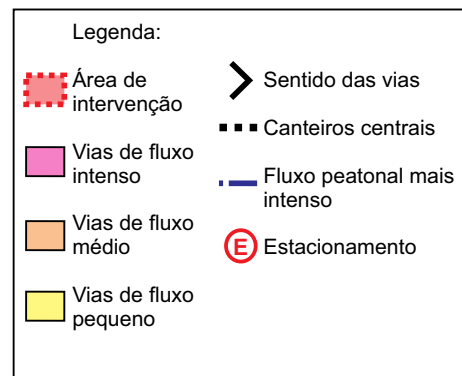 Legenda:
Área de
intervenção
Vias de fluxo
intenso
Vias de fluxo
médio
Vias de fluxo
pequeno
Sentido das vias
Canteiros centrais
Fluxo peatonal mais
intenso
E Estacionamento